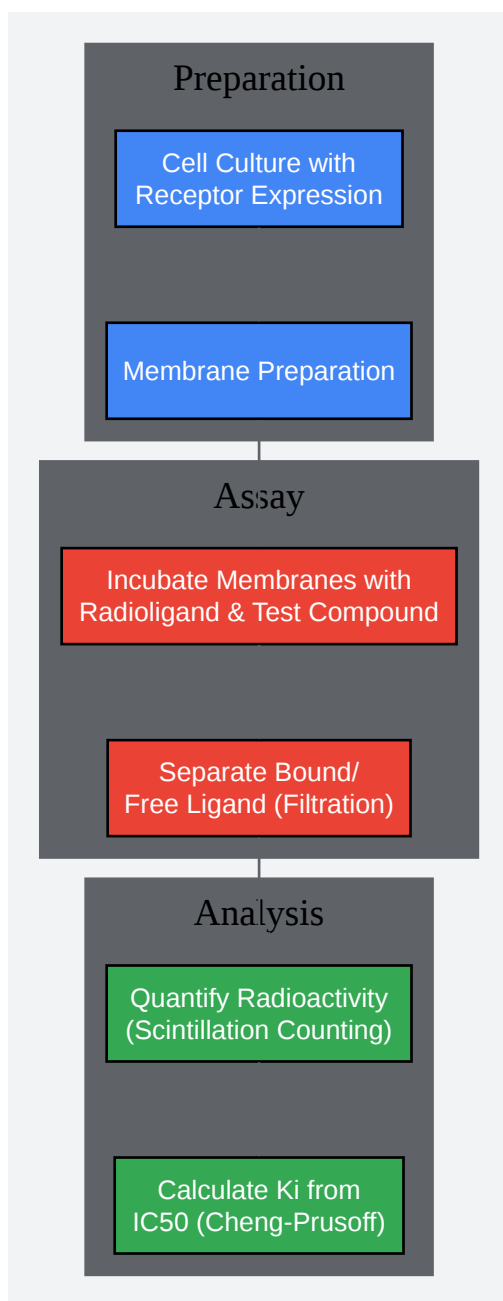 Preparation
Cell Culture with
Receptor Expression
Membrane Preparation
Assay
Incubate Membranes with
Radioligand & Test Compound
Separate Bound/
Free Ligand (Filtration)
Analysis
Quantify Radioactivity
(Scintillation Counting)
Calculate Ki from
IC50 (Cheng-Prusoff)